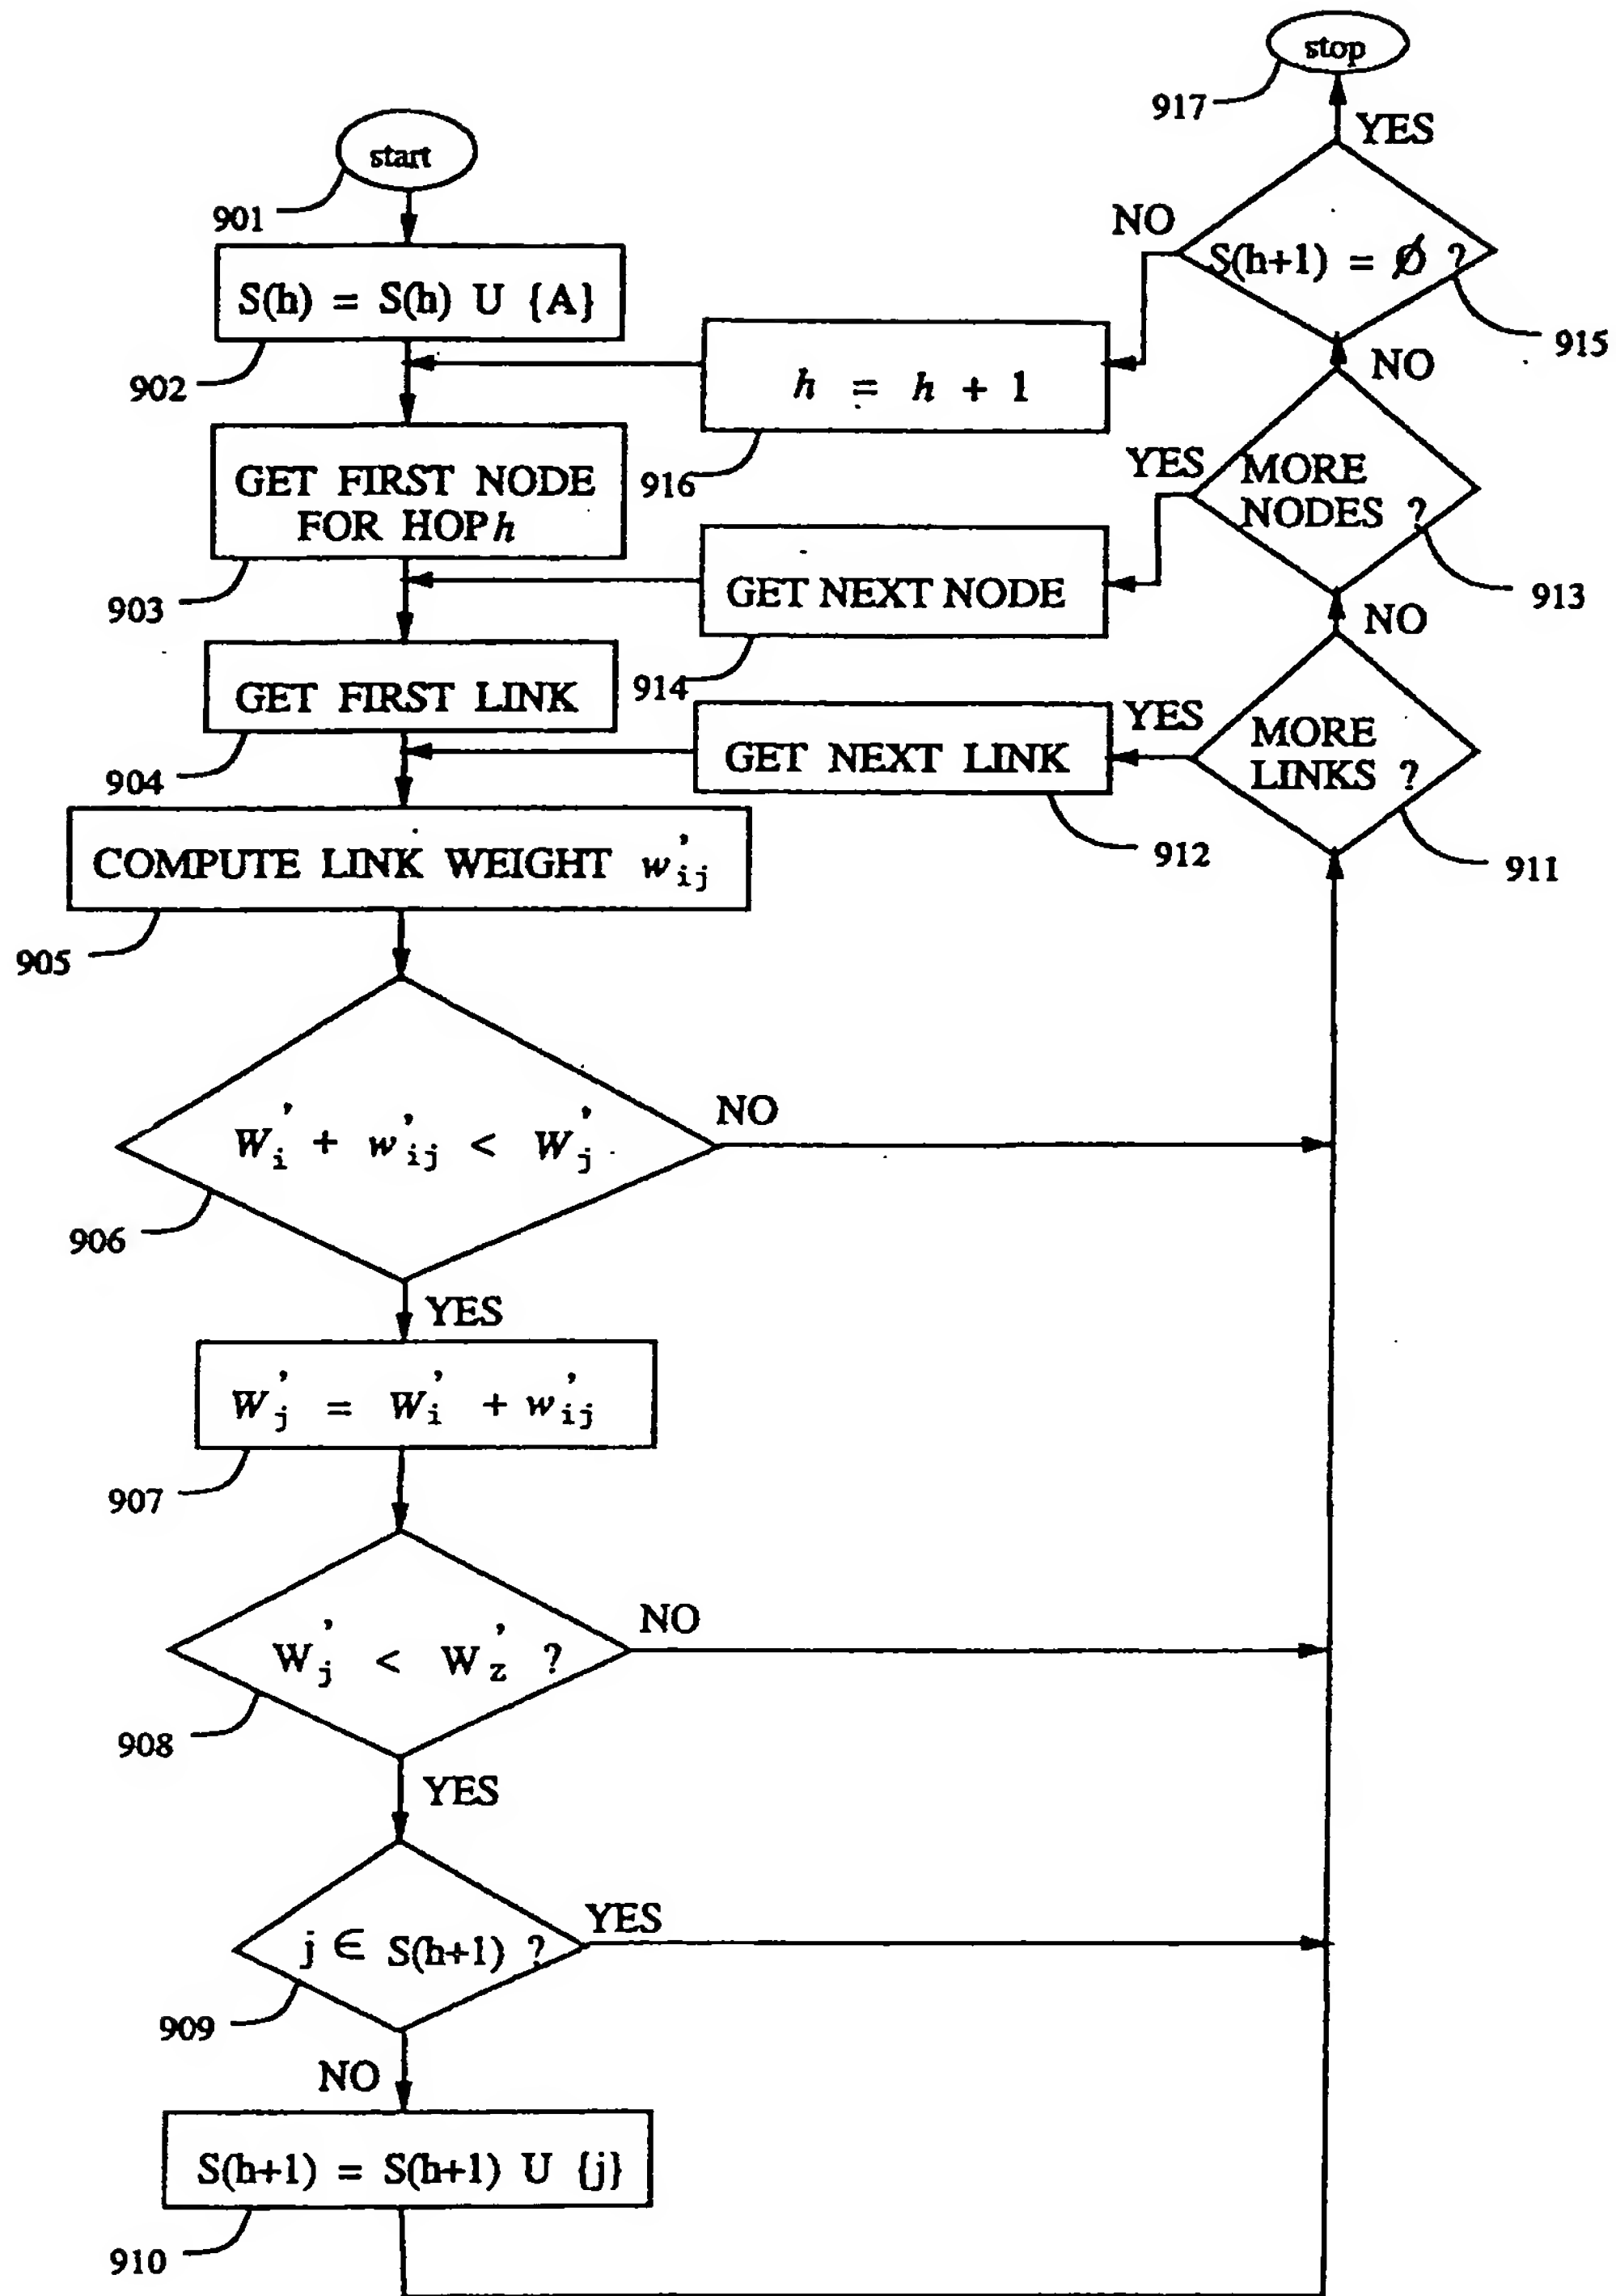 stop
917
YES
start
901
NO
S(h+1) = ∅ ?
915
S(h) = S(h) U {A}
902
h = h + 1
916
NO
GET FIRST NODE
FOR HOP h
903
YES
MORE
NODES ?
913
GET NEXT NODE
914
NO
GET FIRST LINK
904
YES
MORE
LINKS ?
911
GET NEXT LINK
912
COMPUTE LINK WEIGHT w'ij
905
W'i + w'ij < W'j
NO
906
YES
W'j = W'i + w'ij
907
W'j < W'z ?
NO
908
YES
j ∈ S(h+1) ?
YES
909
NO
S(h+1) = S(h+1) U {j}
910